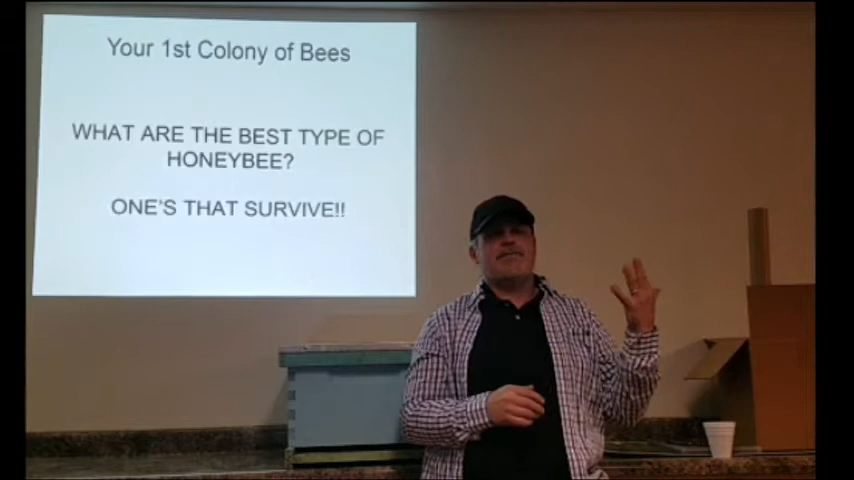 Your 1st Colony of Bees
WHAT ARE THE BEST TYPE OF
HONEYBEE?
ONE'S THAT SURVIVE!!